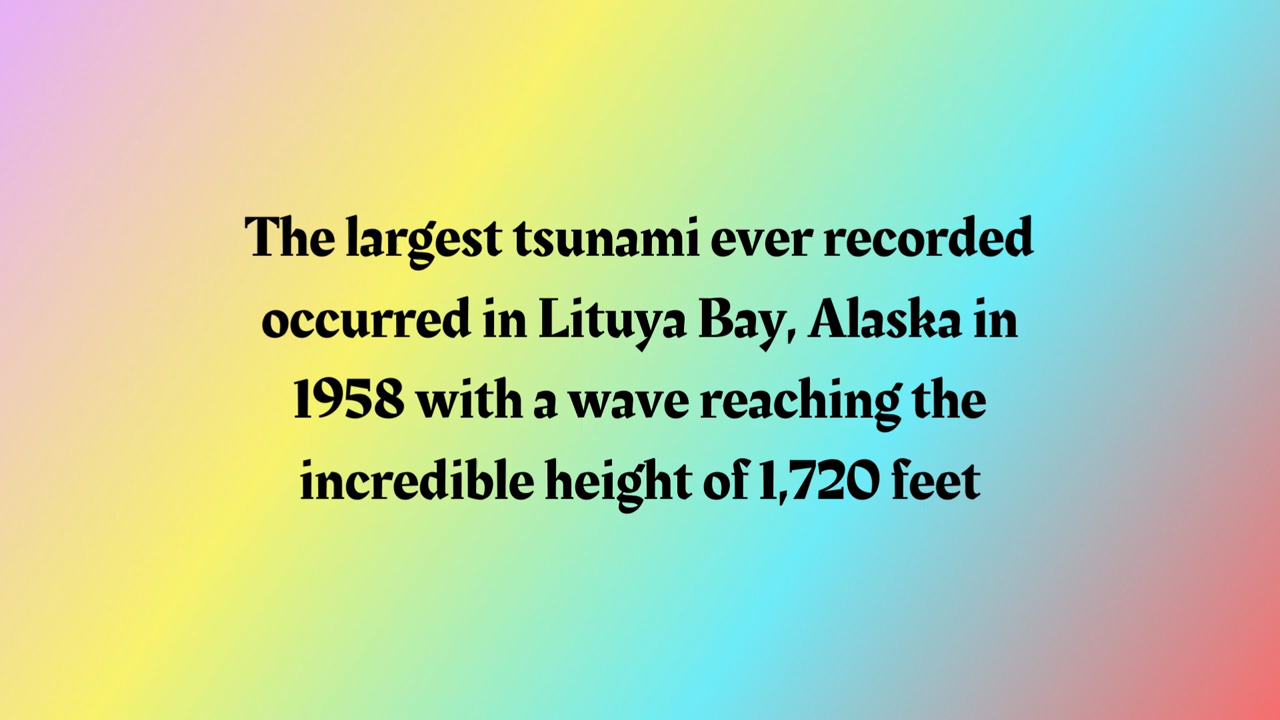 The largest tsunami ever recorded
occurred in Lituya Bay, Alaska in
1958 with a wave reaching the
incredible height of 1,720 feet